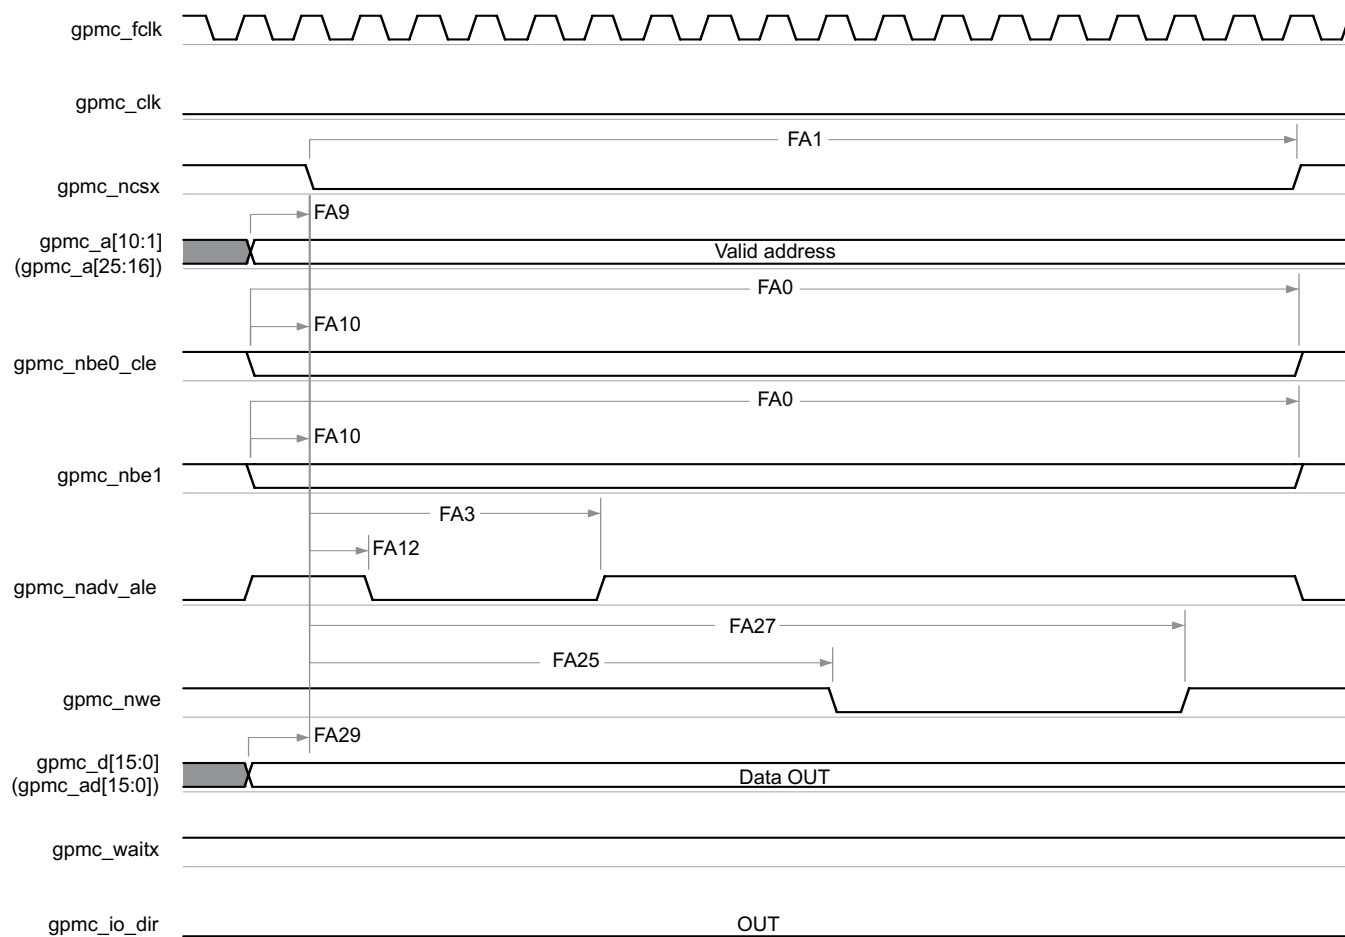 gpmc_fclk
gpmc_clk
FA1
gpmc_ncsx
FA9
gpmc_a[10:1]
(gpmc_a[25:16])
Valid address
FA0
FA10
gpmc_nbe0_cle
FA0
FA10
gpmc_nbe1
FA3
FA12
gpmc_nadv_ale
FA27
FA25
gpmc_nwe
FA29
gpmc_d[15:0]
(gpmc_ad[15:0])
Data OUT
gpmc_waitx
gpmc_io_dir
OUT